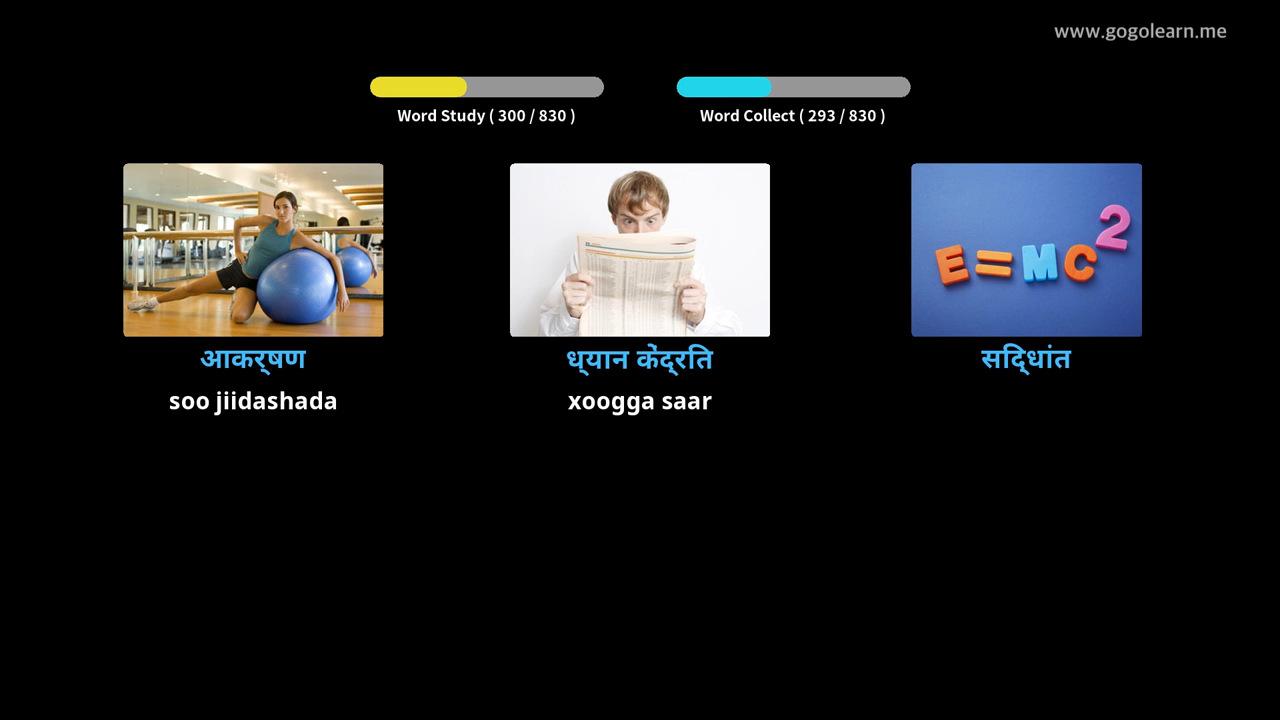 www.gogolearn.me
Word Study ( 300 / 830 )
Word Collect ( 293 / 830 )
E=MC2
आकर्षण
ध्यान केंद्रति
सद्धिांत
soo jiidashada
xoogga saar